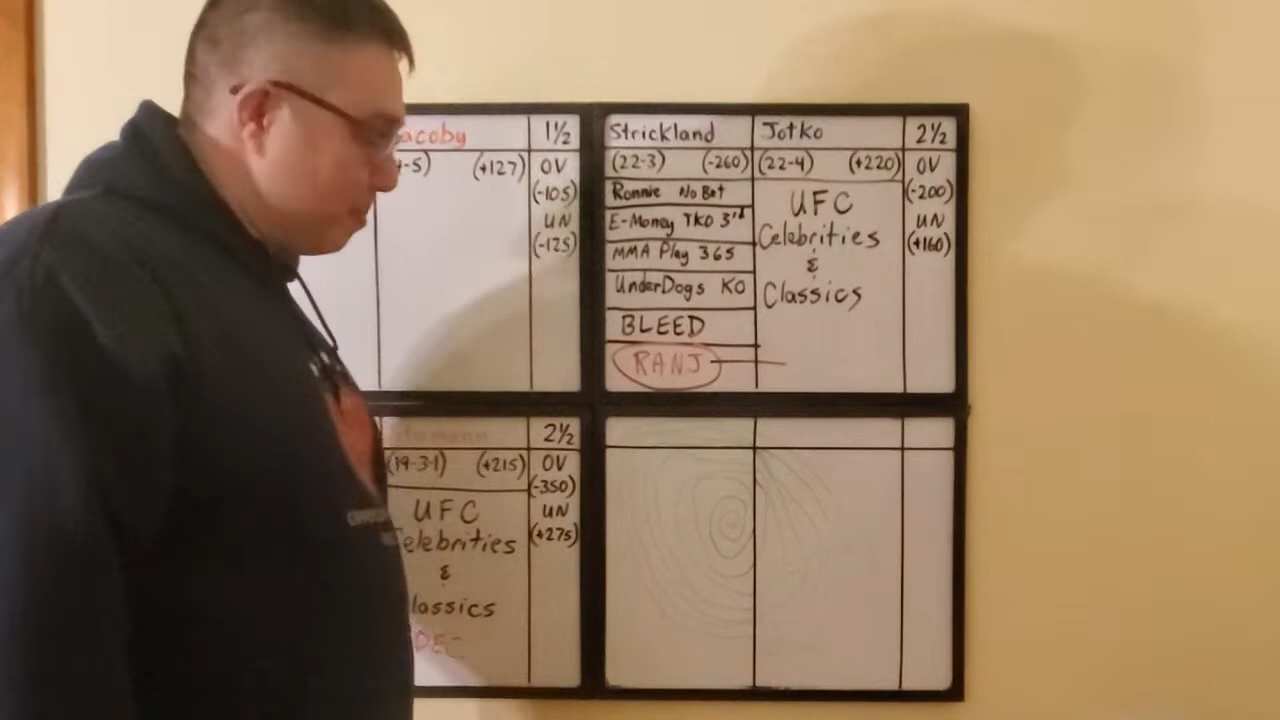 acoby 1½
-5) (+127) OV
(-105)
UN
(-125)
Strickland Jotko 2½
(22-3) (-260) (22-4) (+220) OV
(-200)
UN
(+160)
Ronnie No Bet
E-Money TKO 3rd
MMA Play 365
UnderDogs KO
BLEED
RANJ
UFC
Celebrities
&
Classics
2½
(19-3-1) (+215) OV
(-350)
UN
(+275)
UFC
elebrities
&
lassics
DEC